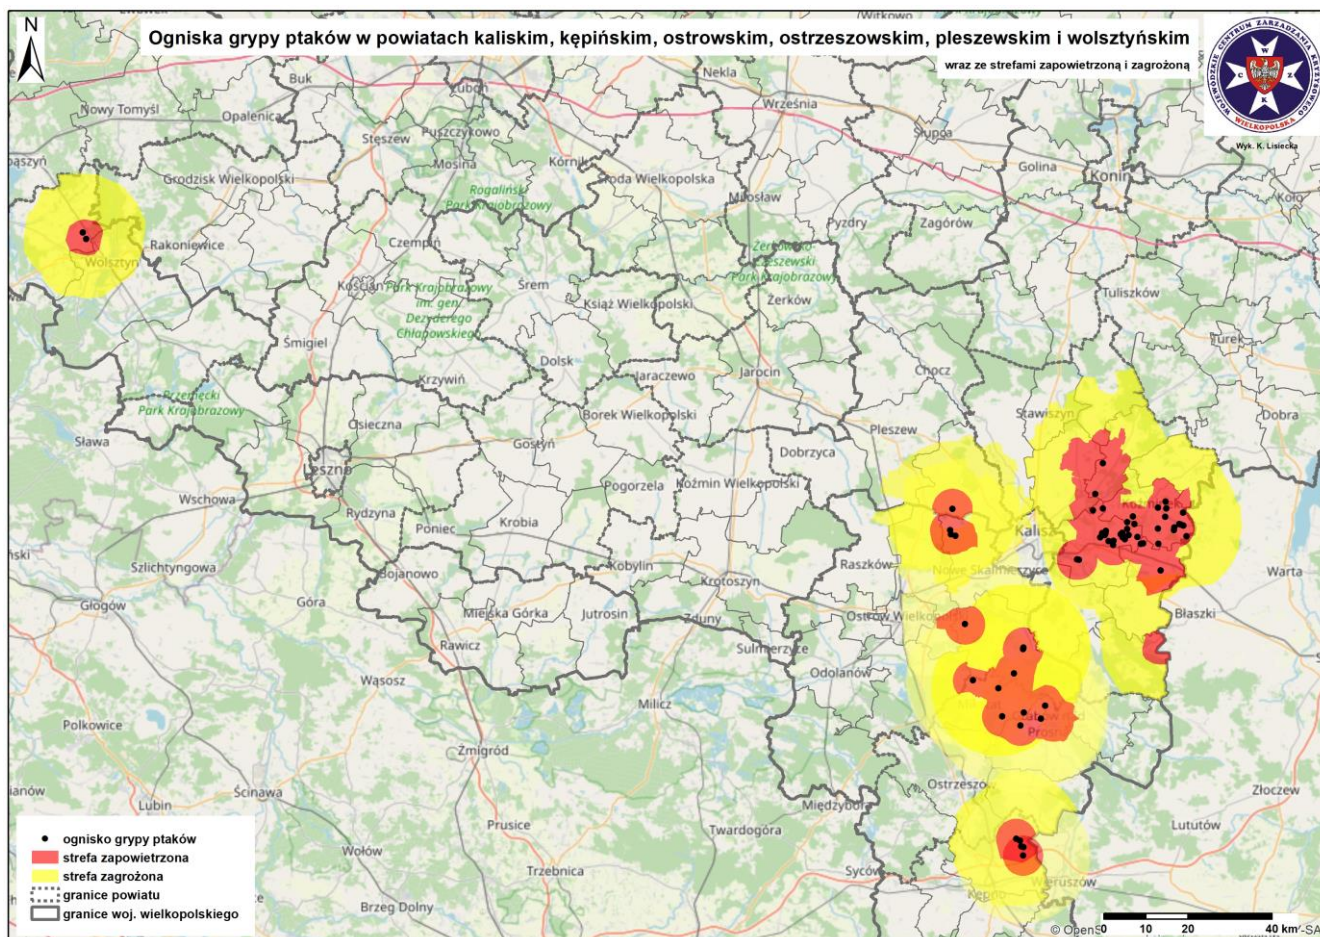 N
Ogniska grypy ptaków w powiatach kaliskim, kępińskim, ostrowskim, ostrzeszowskim, pleszewskim i wolsztyńskim
wraz ze strefami zapowietrzoną i zagrożoną
WOJEWÓDZKIE CENTRUM ZARZĄDZANIA KRYZYSOWEGO
W
C Z
K
WIELKOPOLSKA
Wyk. K. Lisiecka
Witkowo
Buk
Luboń
Nekla
Września
Nowy Tomyśl
Opalenica
Stęszew
Puszczykowo
Mosina
Kórnik
Słupca
Golina
Konin
Koło
Grodzisk Wielkopolski
Rogaliński
Park Krajobrazowy
Środa Wielkopolska
Miłosław
Pyzdry
Zagórów
Rakoniewice
Wolsztyn
Czempiń
Żerkowsko-
Czeszewski
Park Krajobrazowy
Kościan
Park Krajobrazowy
im. gen.
Dezyderego
Chłapowskiego
Śrem
Książ Wielkopolski
Żerków
Tuliszków
Turek
Śmigiel
Dolsk
Jaraczewo
Jarocin
Chocz
Krzywiń
Przemęcki
Park Krajobrazowy
Borek Wielkopolski
Stawiszyn
Dobra
Sława
Osieczna
Gostyń
Pleszew
Dobrzyca
Leszno
Wschowa
Pogorzela
Koźmin Wielkopolski
Rydzyna
Poniec
Krobia
Kalisz
Szlichtyngowa
Kobylin
Krotoszyn
Raszków
Nowe Skalmierzyce
Warta
Bojanowo
Głogów
Góra
Miejska Górka
Jutrosin
Zduny
Ostrów Wielkopolski
Błaszki
Rawicz
Sulmierzyce
Odolanów
Wąsosz
Milicz
Polkowice
Żmigród
Ostrzeszów
Złoczew
Lubin
Ścinawa
Międzybórz
Prusice
Twardogóra
Lututów
Wołów
Trzebnica
Syców
Wieruszów
Kępno
Brzeg Dolny
ognisko grypy ptaków
strefa zapowietrzona
strefa zagrożona
granice powiatu
granice woj. wielkopolskiego
0 10 20 40 km